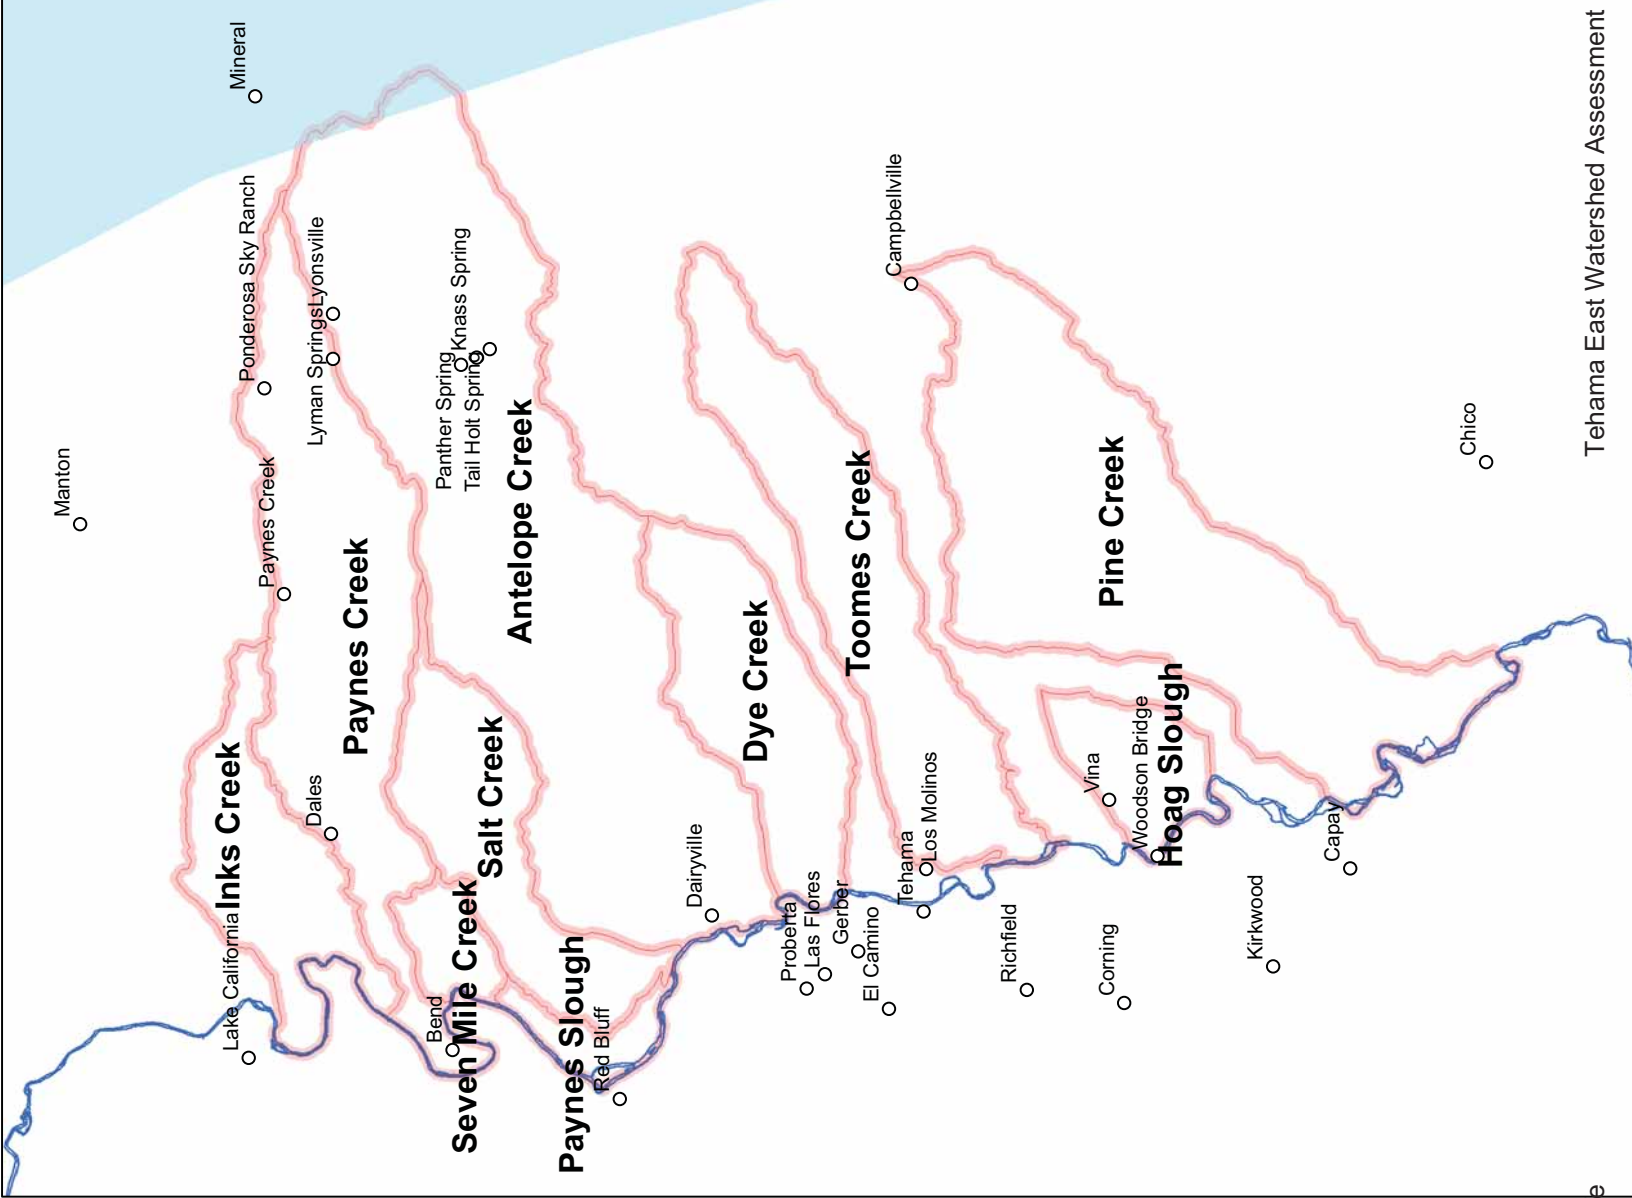 Mineral
Manton
Ponderosa Sky Ranch
Lyonsville
Lyman Springs
Knass Spring
Panther Spring
Tail Holt Spring
Paynes Creek
Campbellville
Antelope Creek
Paynes Creek
Toomes Creek
Pine Creek
Chico
Dye Creek
Inks Creek
Salt Creek
Dales
Hoag Slough
Woodson Bridge
Vina
Los Molinos
Tehama
Dairyville
Capay
Lake California
Bend
Seven Mile Creek
Paynes Slough
Red Bluff
Proberta
Las Flores
Gerber
El Camino
Richfield
Corning
Kirkwood
Tehama East Watershed Assessment
e